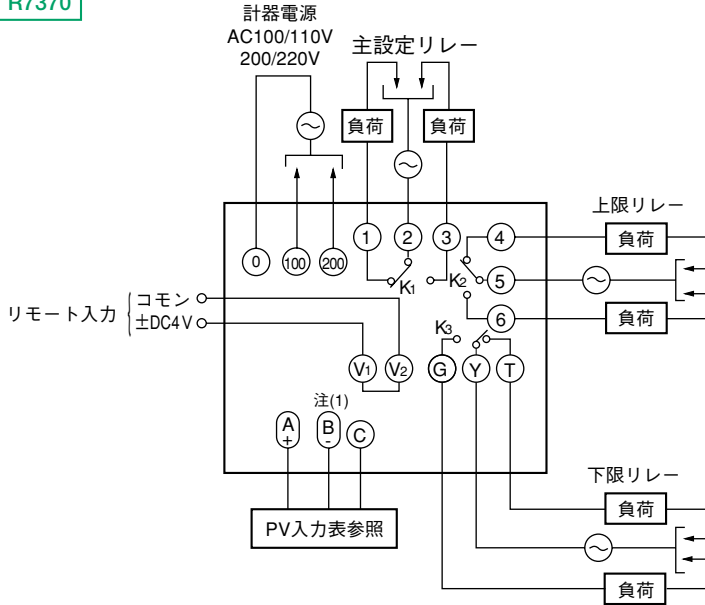 R7370
計器電源
AC100/110V
200/220V
主設定リレー
負荷
負荷
上限リレー
1
2
3
4
負荷
0
100
200
K1
K2
5
リモート入力
コモン
±DC4V
6
負荷
K3
V1
V2
G
Y
T
注(1)
A
+
B
-
C
下限リレー
負荷
PV入力表参照
負荷